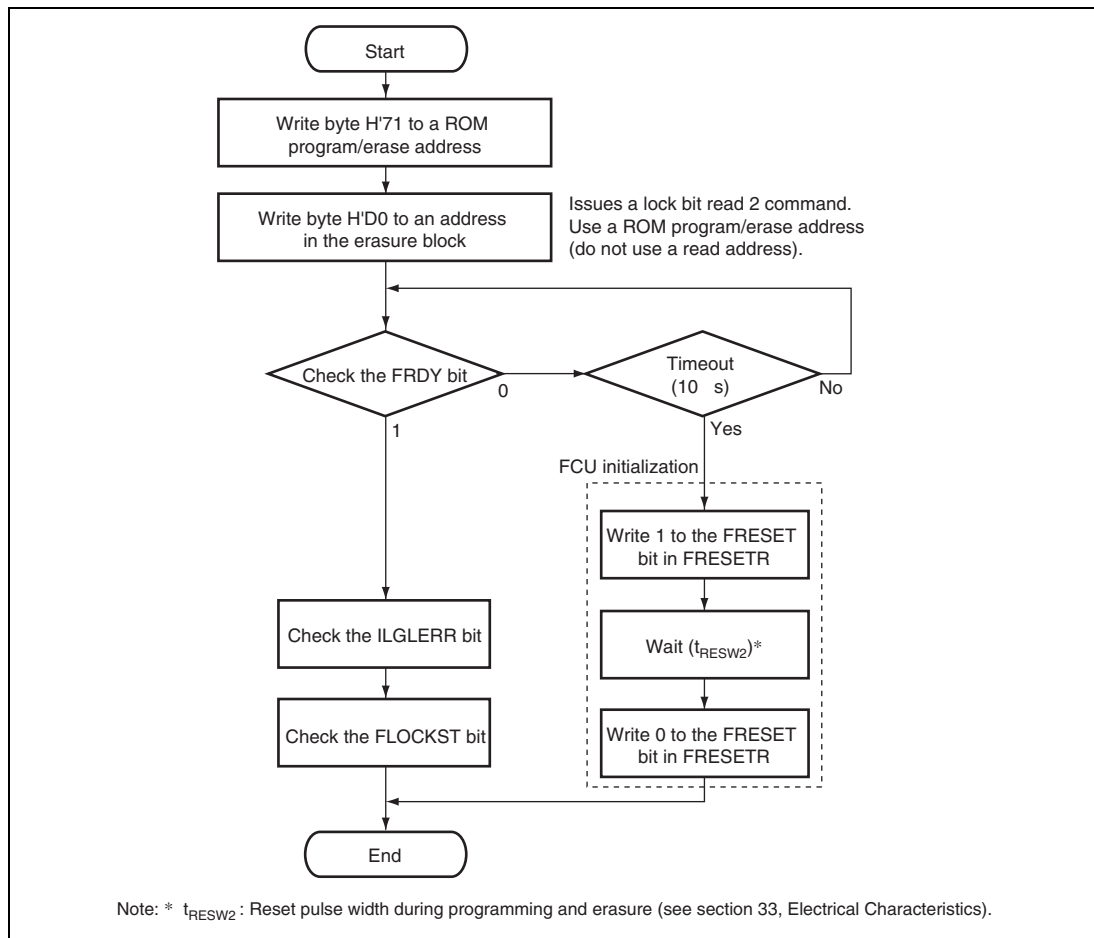 Start
Write byte H'71 to a ROM
program/erase address
Write byte H'D0 to an address
in the erasure block
Issues a lock bit read 2 command.
Use a ROM program/erase address
(do not use a read address).
Check the FRDY bit
0
1
Timeout
(10 s)
No
Yes
FCU initialization
Write 1 to the FRESET
bit in FRESETR
Wait (tRESW2)*
Write 0 to the FRESET
bit in FRESETR
Check the ILGLERR bit
Check the FLOCKST bit
End
Note: * tRESW2 : Reset pulse width during programming and erasure (see section 33, Electrical Characteristics).